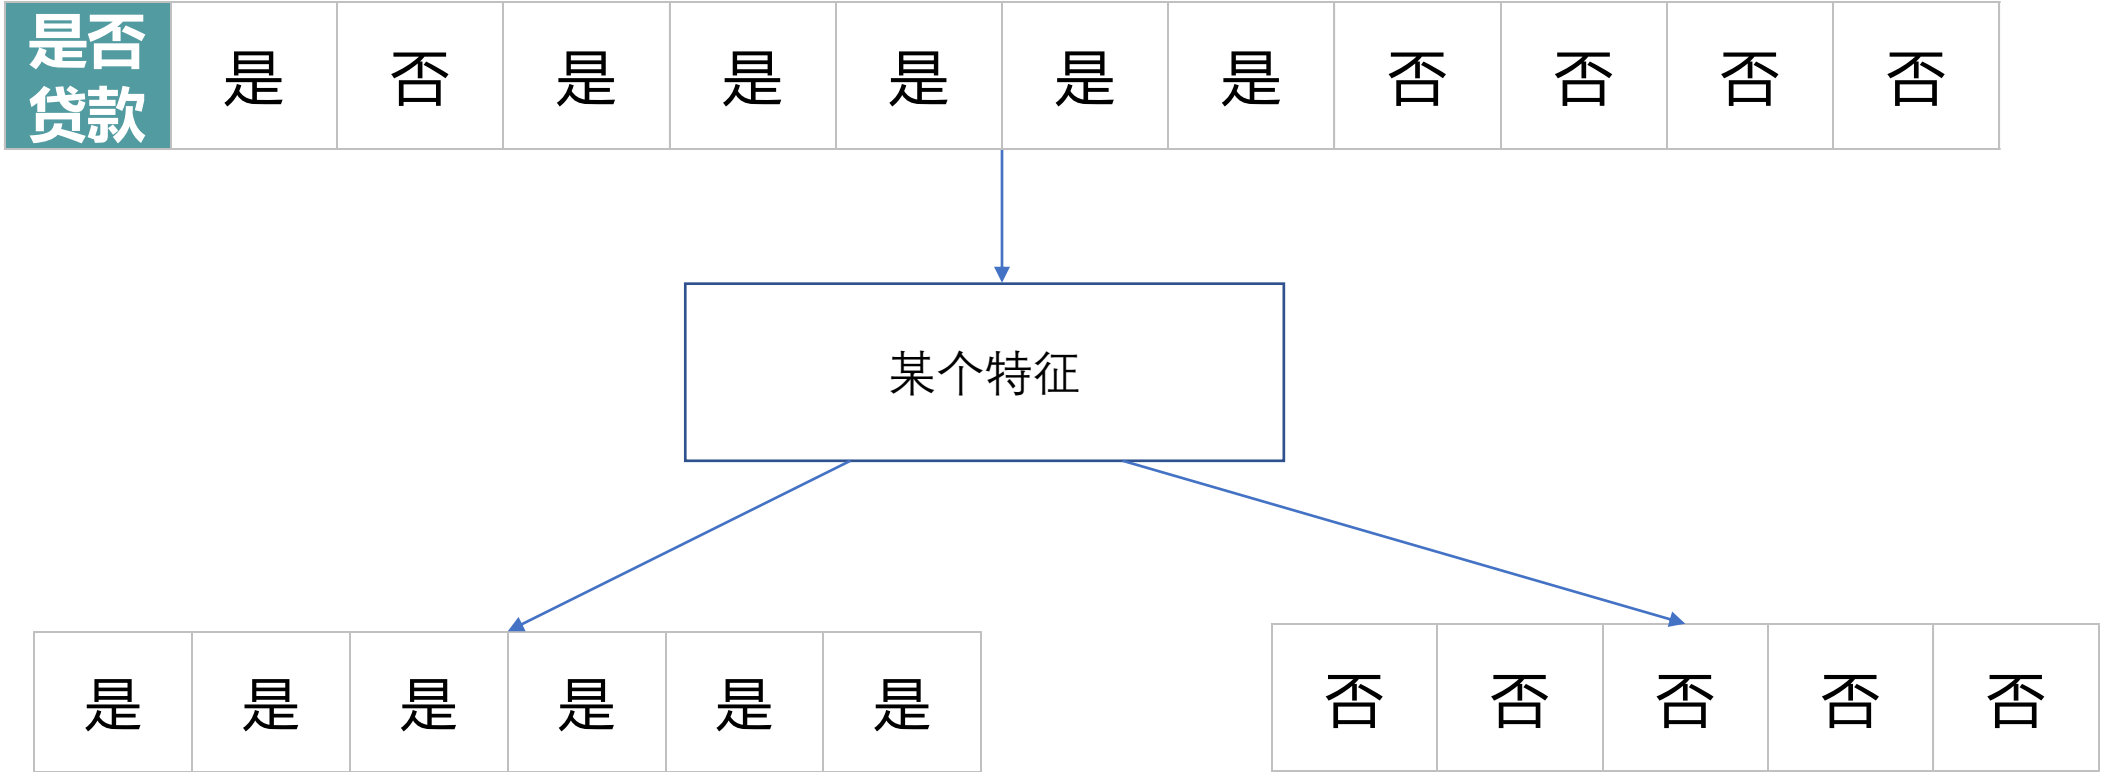 是否
贷款
是 否 是 是 是 是 是 否 否 否 否
某个特征
是 是 是 是 是 是
否 否 否 否 否